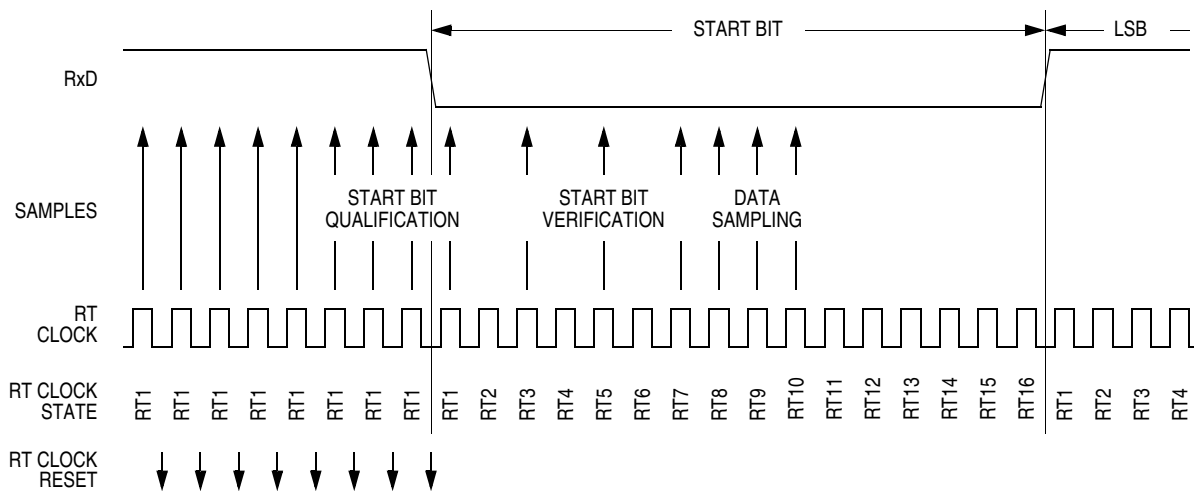 START BIT
LSB
RxD
SAMPLES
START BIT
QUALIFICATION
START BIT
VERIFICATION
DATA
SAMPLING
RT
CLOCK
RT CLOCK
STATE
RT1 RT1 RT1 RT1 RT1 RT1 RT1 RT1 RT1 RT2 RT3 RT4 RT5 RT6 RT7 RT8 RT9 RT10 RT11 RT12 RT13 RT14 RT15 RT16 RT1 RT2 RT3 RT4
RT CLOCK
RESET